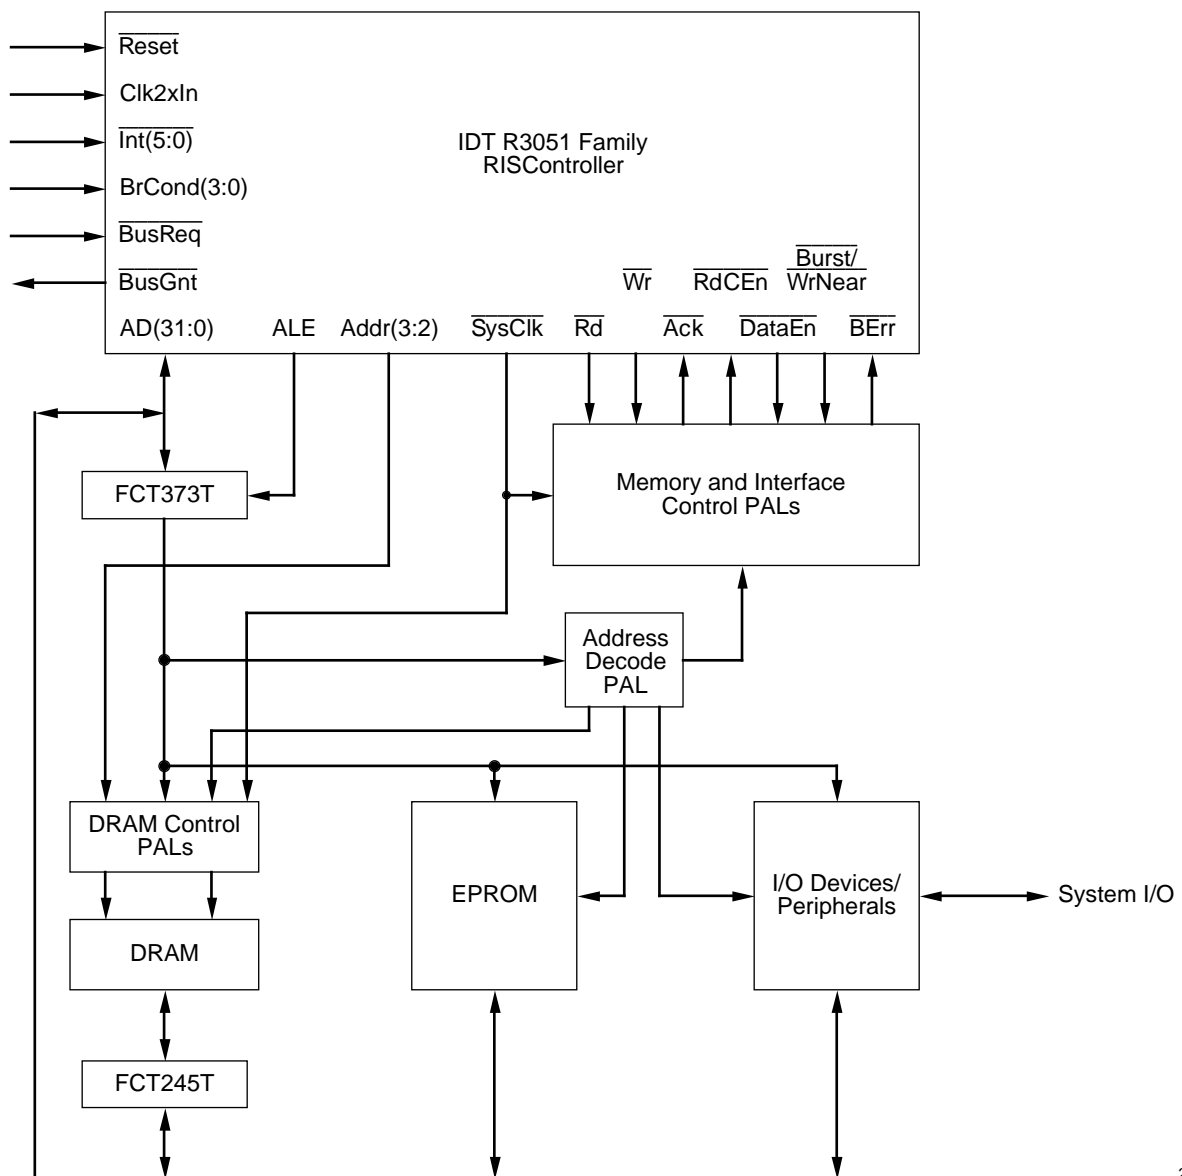 Reset
Clk2xIn
Int(5:0)
IDT R3051 Family
RISController
BrCond(3:0)
BusReq
BusGnt
Wr
RdCEn
Burst/
WrNear
AD(31:0)
ALE
Addr(3:2)
SysClk
Rd
Ack
DataEn
BErr
FCT373T
Memory and Interface
Control PALs
Address
Decode
PAL
DRAM Control
PALs
EPROM
I/O Devices/
Peripherals
System I/O
DRAM
FCT245T